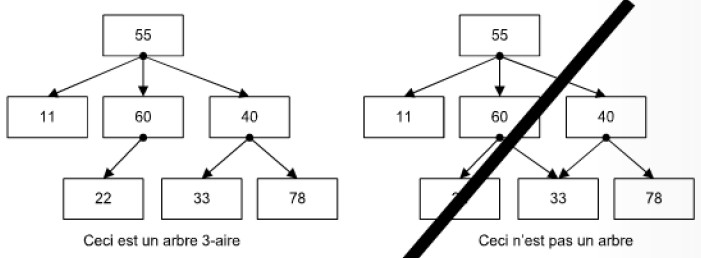 55 55
11 60 40 11 60 40
22 33 78 33 78
Ceci est un arbre 3-aire Ceci n'est pas un arbre